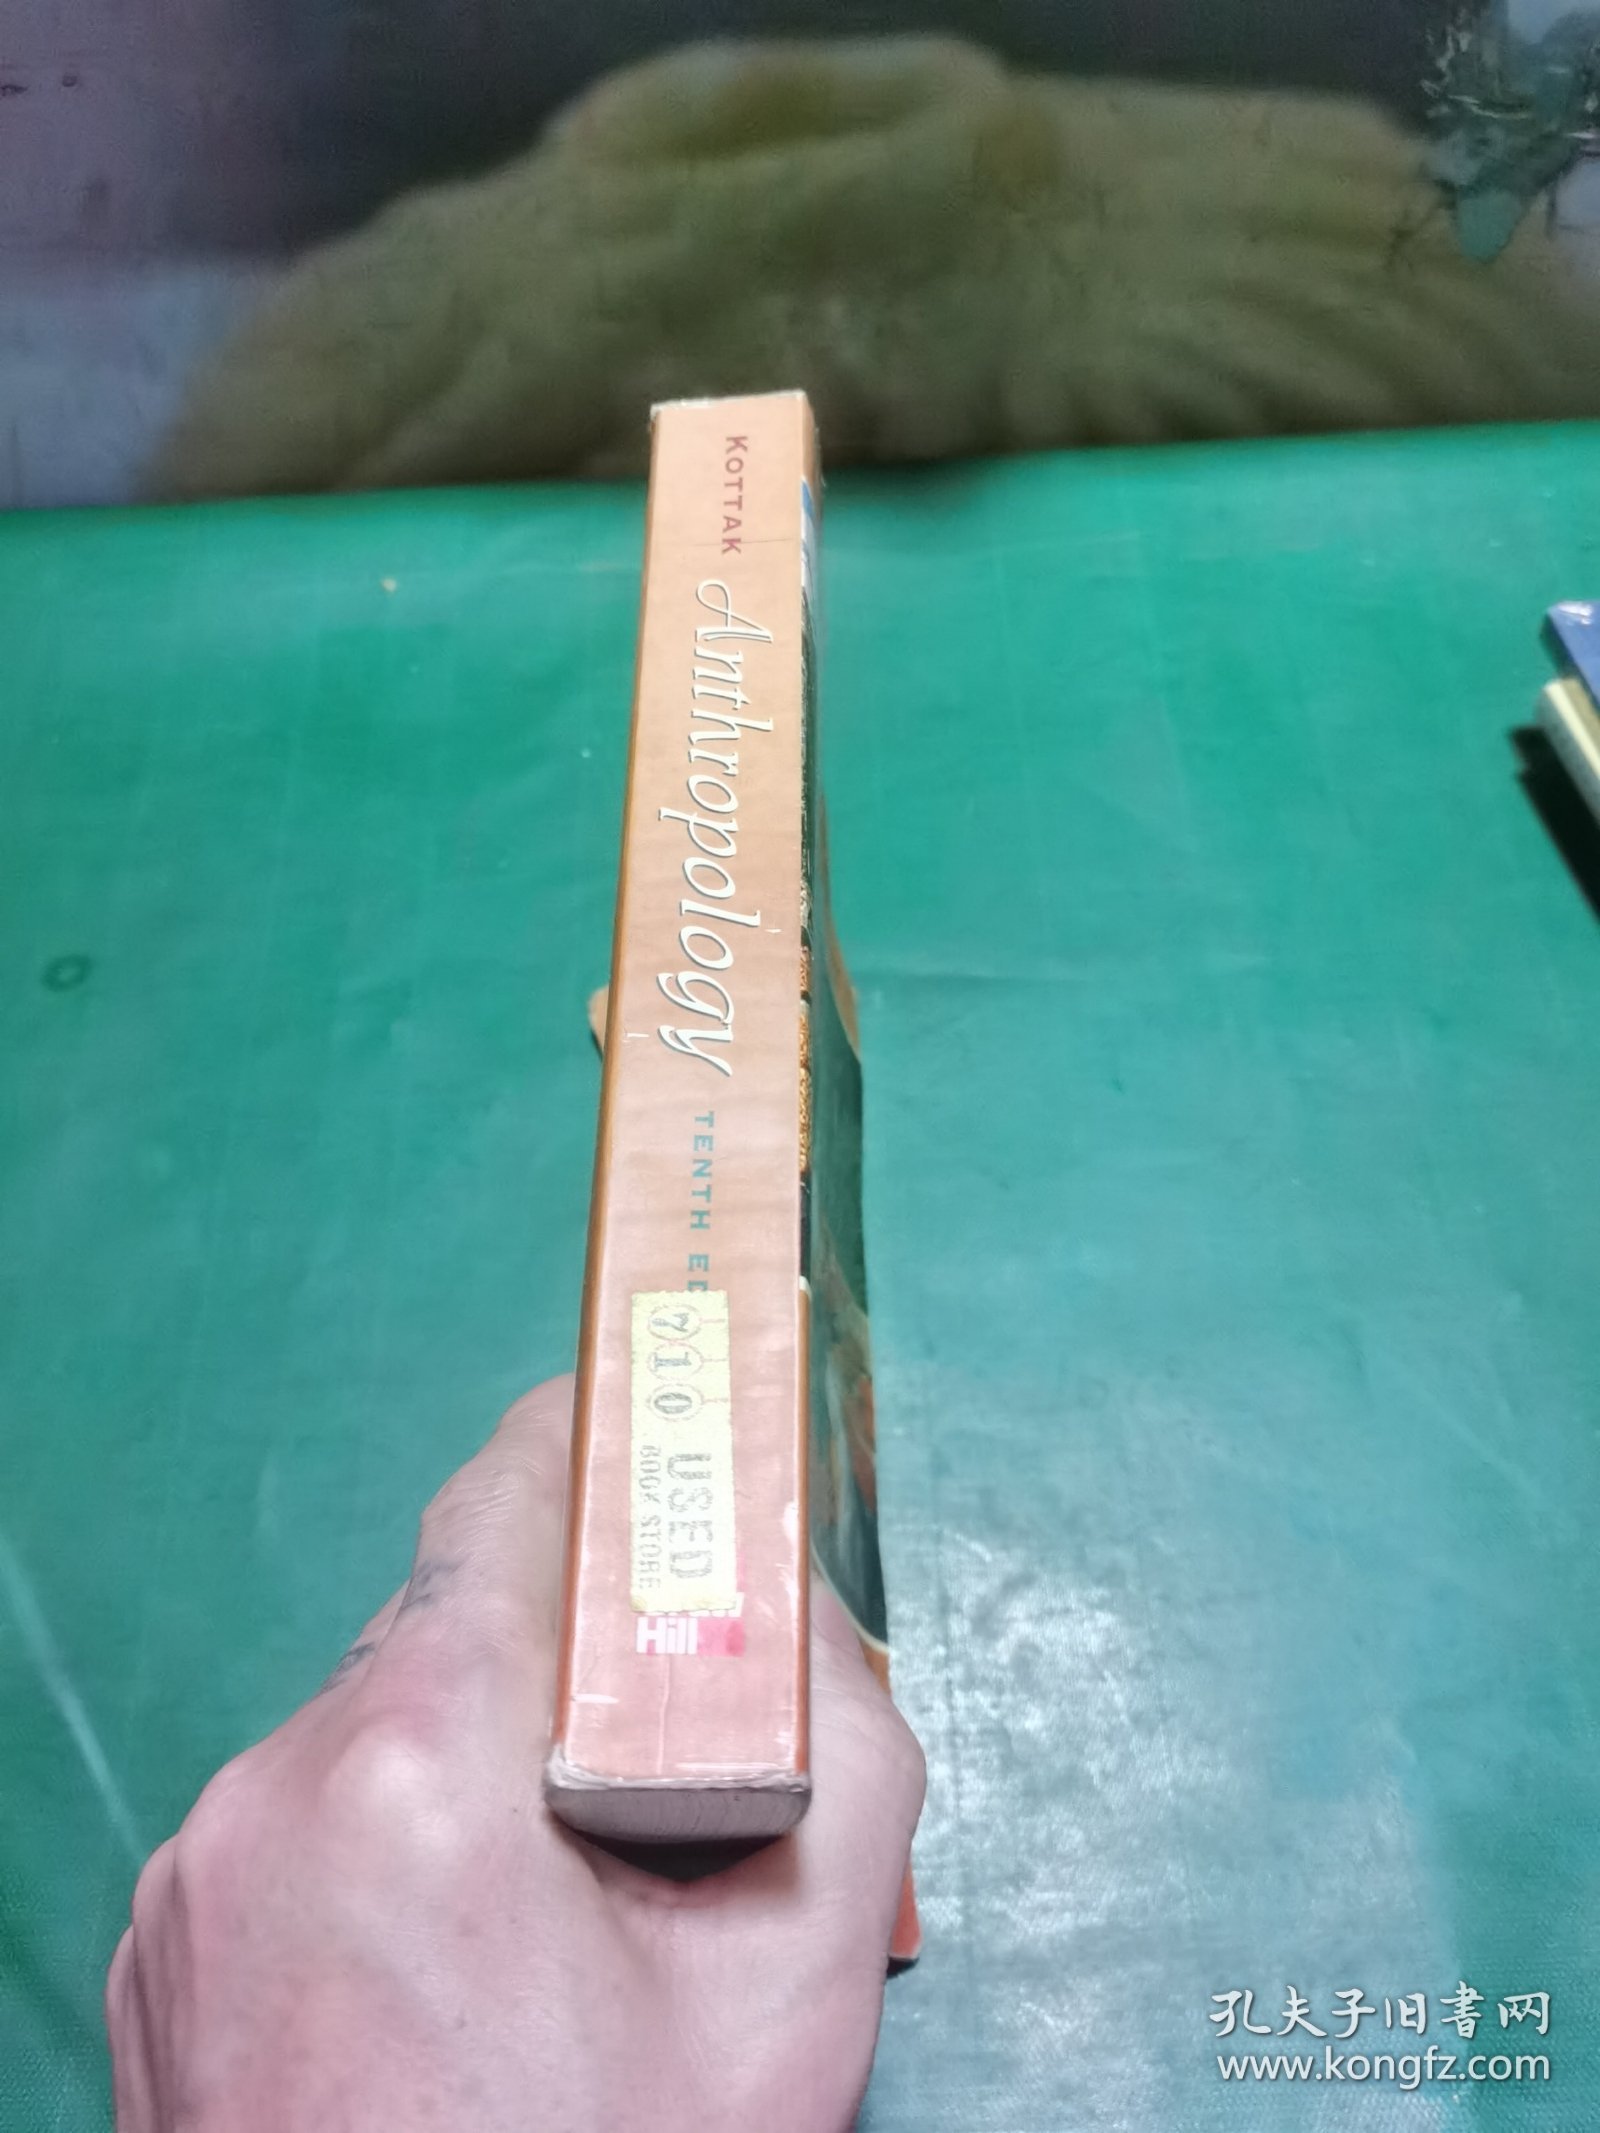 KOTTAK
Anthropology
TENTH ED
710 USED
BOOK STORE
Hill
孔夫子旧书网
www.kongfz.com